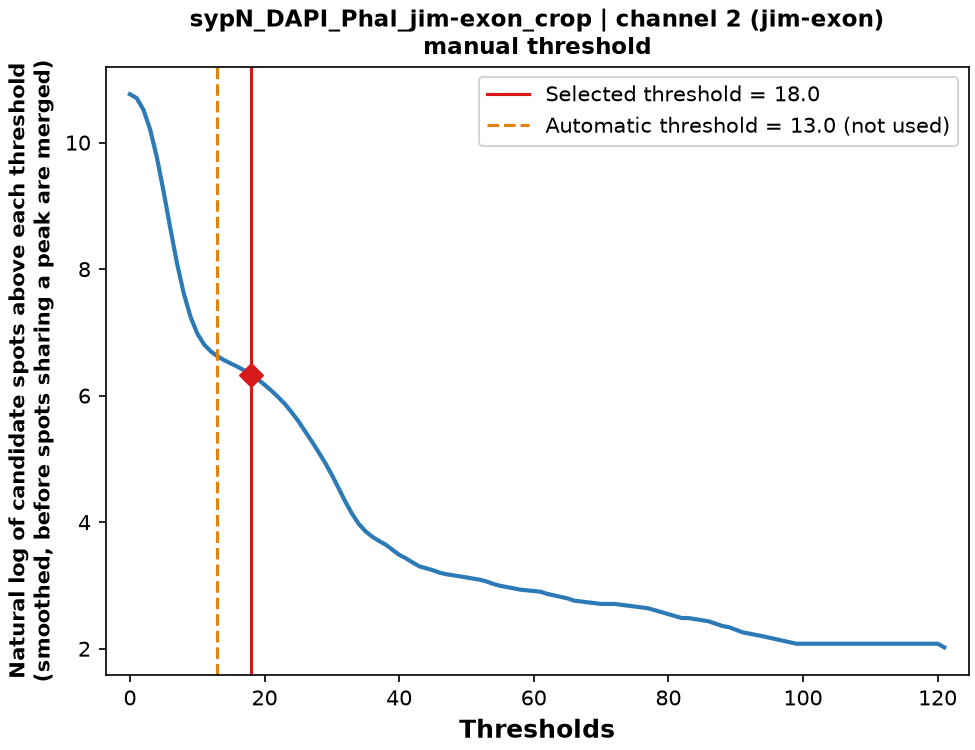 sypN_DAPI_Phal_jim-exon_crop | channel 2 (jim-exon)
manual threshold
Natural log of candidate spots above each threshold
(smoothed, before spots sharing a peak are merged)
Selected threshold = 18.0
Automatic threshold = 13.0 (not used)
10
8
6
4
2
0 20 40 60 80 100 120
Thresholds